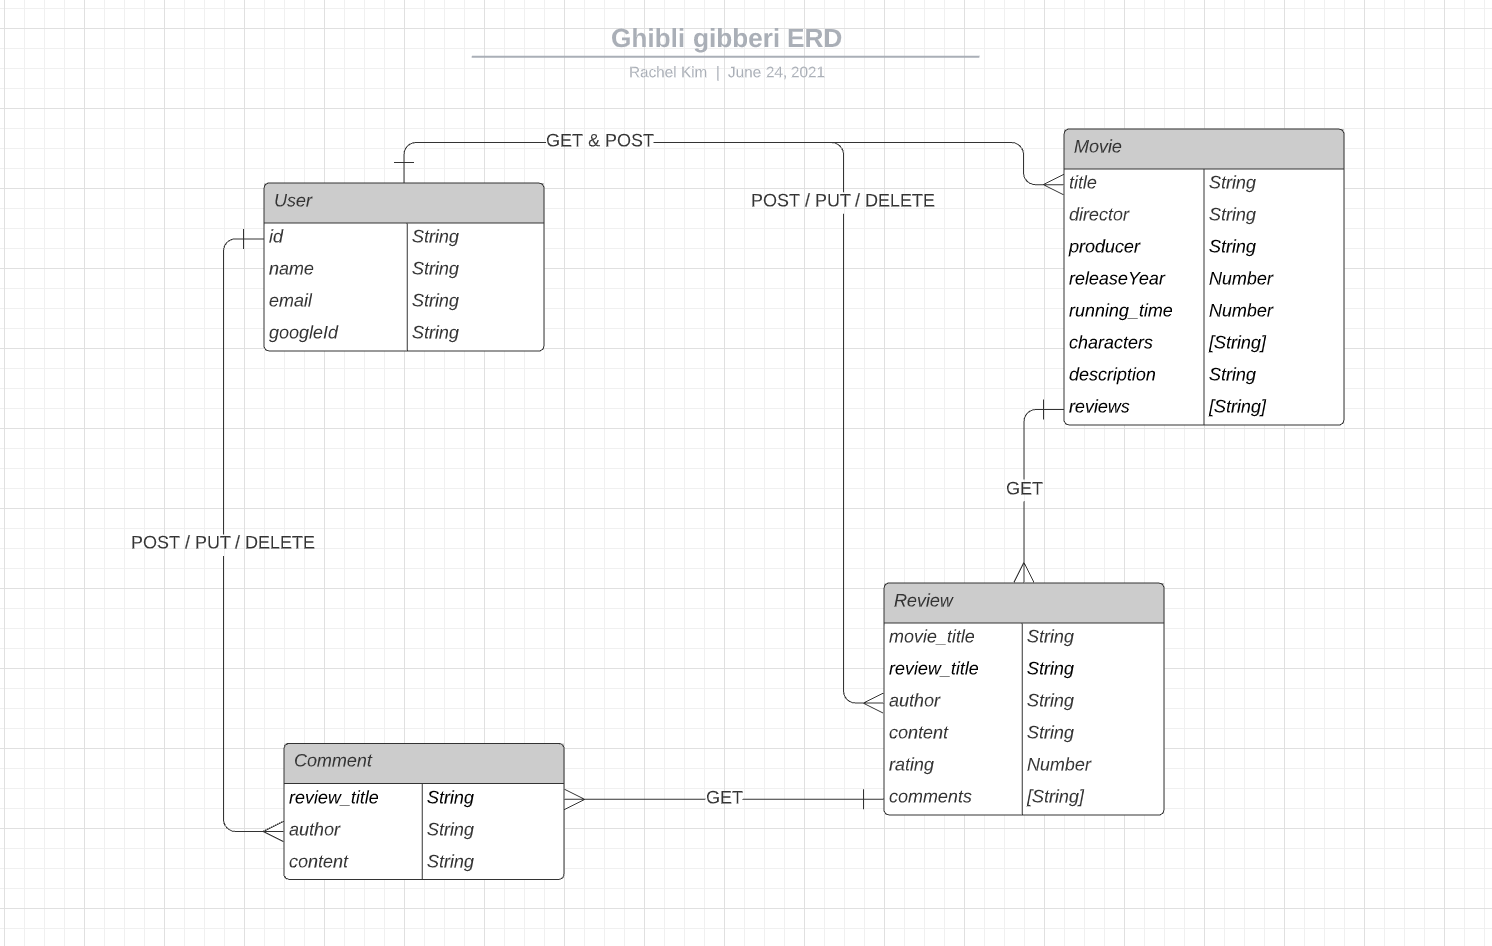 Ghibli gibberi ERD
Rachel Kim | June 24, 2021
GET & POST
POST / PUT / DELETE
User
id String
name String
email String
googleId String
Movie
title String
director String
producer String
releaseYear Number
running_time Number
characters [String]
description String
reviews [String]
GET
POST / PUT / DELETE
Review
movie_title String
review_title String
author String
content String
rating Number
comments [String]
GET
Comment
review_title String
author String
content String